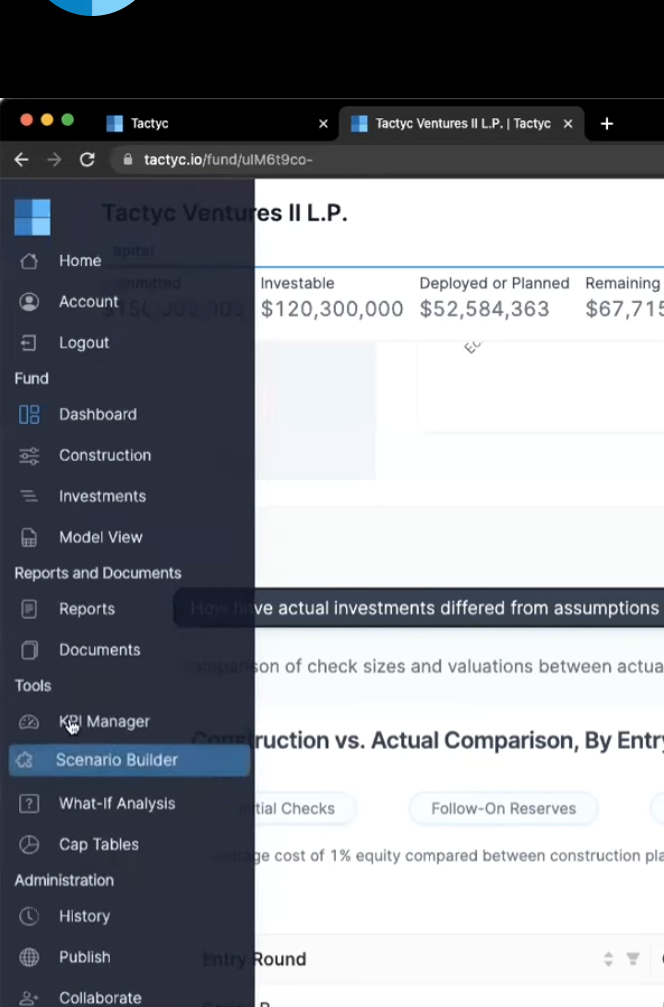 Tactyc
Tactyc Ventures II L.P. | Tactyc
tactyc.io/fund/ulM6t9co-
Tactyc Ventures II L.P.
Home
Account
Logout
Fund
Dashboard
Construction
Investments
Model View
Reports and Documents
Reports
Documents
Tools
KPI Manager
Scenario Builder
What-If Analysis
Cap Tables
Administration
History
Publish
Collaborate
Investable
Deployed or Planned
Remaining
$120,300,000
$52,584,363
$67,715
How have actual investments differed from assumptions
son of check sizes and valuations between actua
Construction vs. Actual Comparison, By Entry
tial Checks
Follow-On Reserves
age cost of 1% equity compared between construction pla
Entry Round